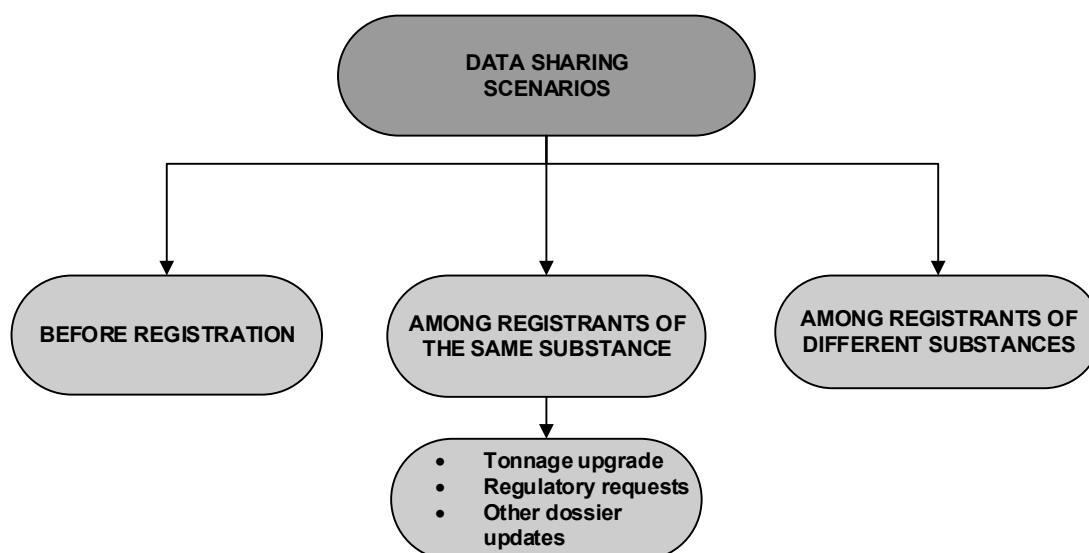 DATA SHARING
SCENARIOS
BEFORE REGISTRATION
AMONG REGISTRANTS OF
THE SAME SUBSTANCE
AMONG REGISTRANTS OF
DIFFERENT SUBSTANCES
• Tonnage upgrade
• Regulatory requests
• Other dossier
updates